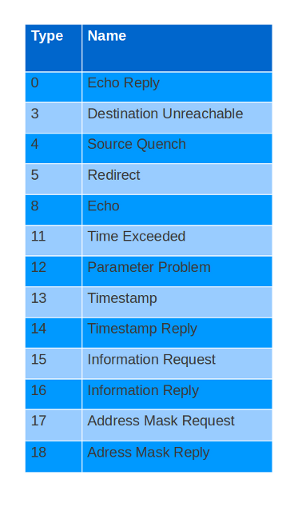 Type Name
0 Echo Reply
3 Destination Unreachable
4 Source Quench
5 Redirect
8 Echo
11 Time Exceeded
12 Parameter Problem
13 Timestamp
14 Timestamp Reply
15 Information Request
16 Information Reply
17 Address Mask Request
18 Adress Mask Reply